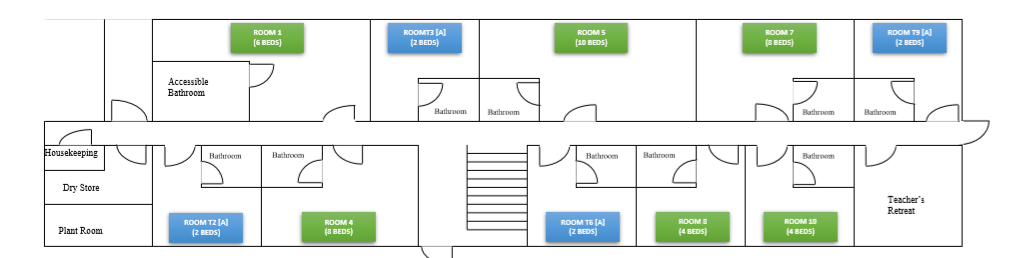 ROOM 1
(6 BEDS)
ROOMT3 [A]
(2 BEDS)
ROOM 5
(10 BEDS)
ROOM 7
(8 BEDS)
ROOM T9 [A]
(2 BEDS)
Accessible
Bathroom
Bathroom
Bathroom
Bathroom
Bathroom
Housekeeping
Bathroom
Bathroom
Bathroom
Bathroom
Bathroom
Dry Store
Plant Room
Teacher's
Retreat
ROOM T2 [A]
(2 BEDS)
ROOM 4
(8 BEDS)
ROOM T6 [A]
(2 BEDS)
ROOM 8
(4 BEDS)
ROOM 10
(4 BEDS)